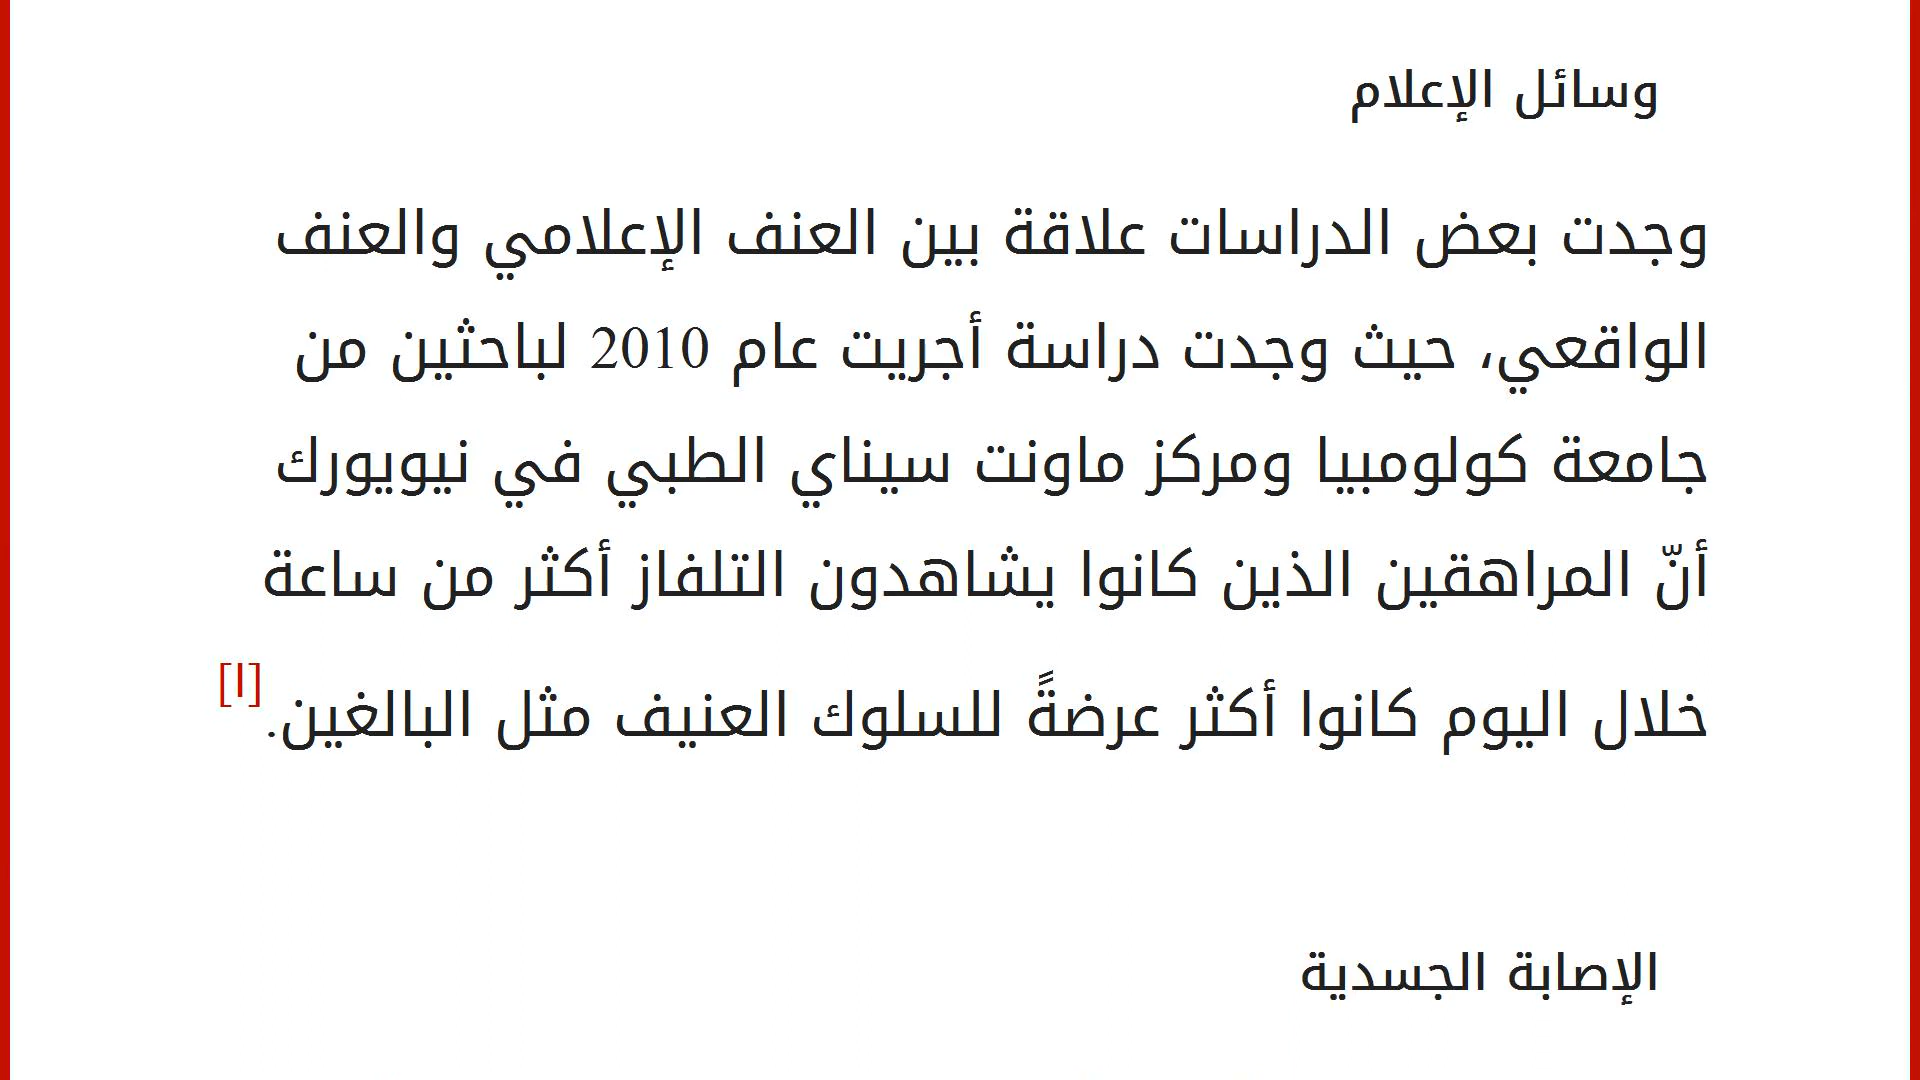 وسائل الإعلام
وجدت بعض الدراسات علاقة بين العنف الإعلامي والعنف
الواقعي، حيث وجدت دراسة أجريت عام 2010 لباحثين من
جامعة كولومبيا ومركز ماونت سيناي الطبي في نيويورك
أنّ المراهقين الذين كانوا يشاهدون التلفاز أكثر من ساعة
خلال اليوم كانوا أكثر عرضةً للسلوك العنيف مثل البالغين.[ا]
الإصابة الجسدية